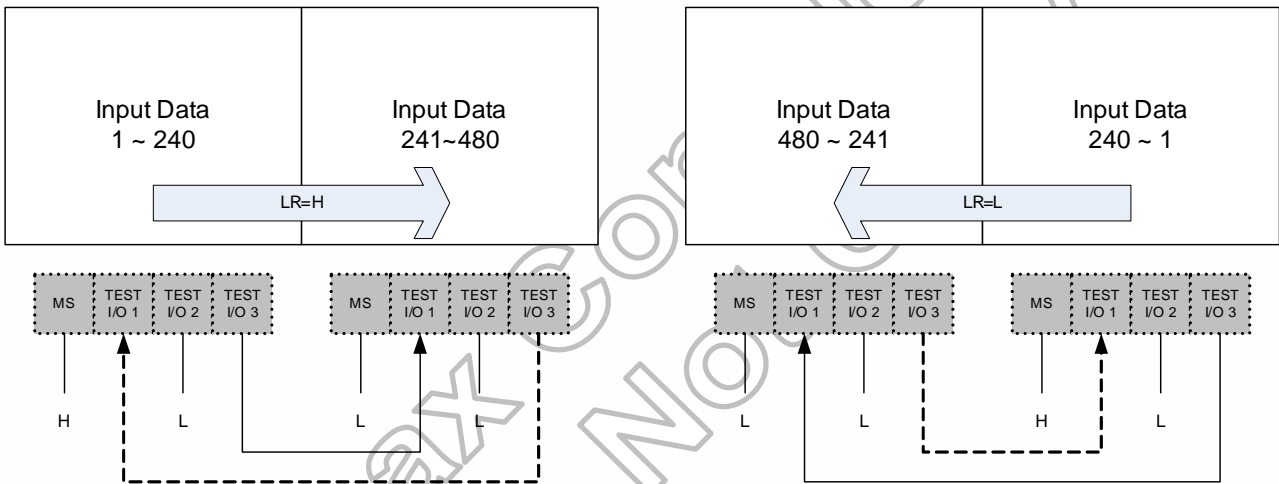 Input Data
1 ~ 240
Input Data
241~480
LR=H
MS
TEST
I/O 1
TEST
I/O 2
TEST
I/O 3
MS
TEST
I/O 1
TEST
I/O 2
TEST
I/O 3
H
L
L
L
Input Data
480 ~ 241
Input Data
240 ~ 1
LR=L
MS
TEST
I/O 1
TEST
I/O 2
TEST
I/O 3
MS
TEST
I/O 1
TEST
I/O 2
TEST
I/O 3
L
L
H
L